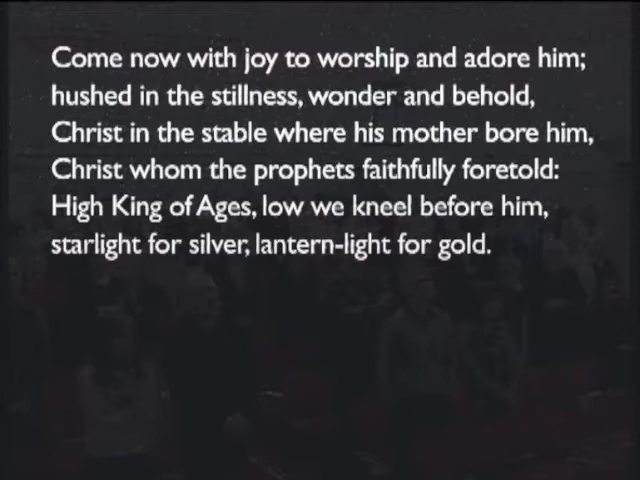 Come now with joy to worship and adore him;
hushed in the stillness, wonder and behold,
Christ in the stable where his mother bore him,
Christ whom the prophets faithfully foretold:
High King of Ages, low we kneel before him,
starlight for silver, lantern-light for gold.